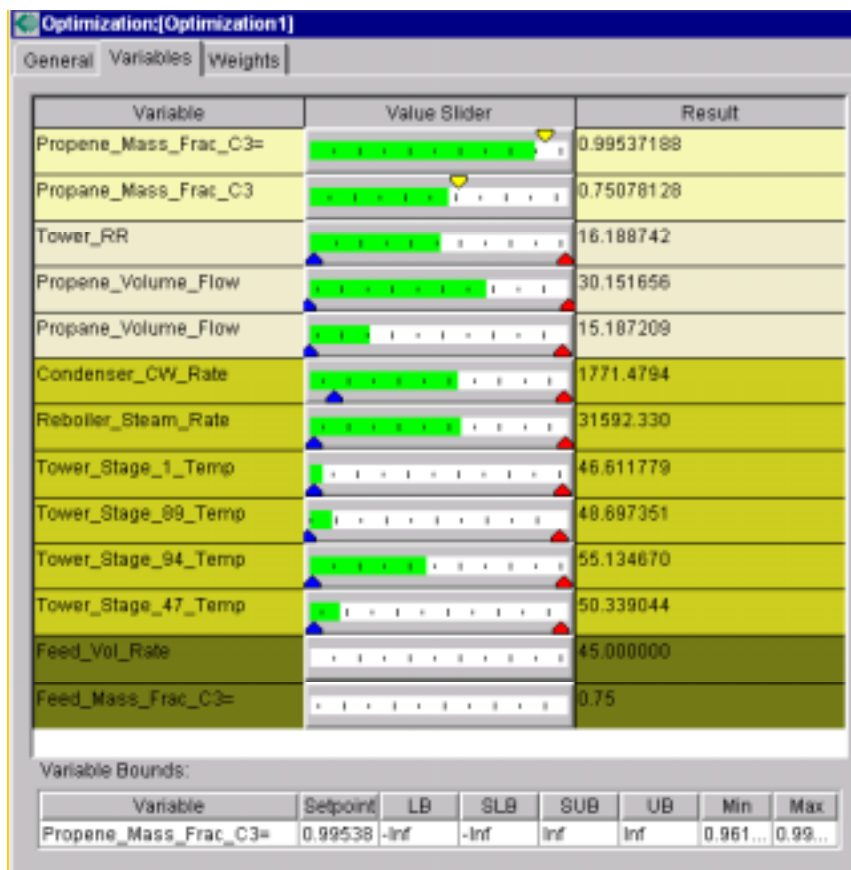 Optimization:[Optimization1]
General Variables Weights
Variable Value Slider Result
Propene_Mass_Frac_C3= 0.99537188
Propane_Mass_Frac_C3 0.75078128
Tower_RR 16.188742
Propene_Volume_Flow 30.151656
Propane_Volume_Flow 15.187209
Condenser_CW_Rate 1771.4794
Reboiler_Steam_Rate 31592.330
Tower_Stage_1_Temp 46.611779
Tower_Stage_89_Temp 48.697351
Tower_Stage_94_Temp 55.134670
Tower_Stage_47_Temp 50.339044
Feed_Vol_Rate 45.000000
Feed_Mass_Frac_C3= 0.75
Variable Bounds:
Variable Setpoint LB SLB SUB UB Min Max
Propene_Mass_Frac_C3= 0.99538 -Inf -Inf Inf Inf 0.961... 0.99...